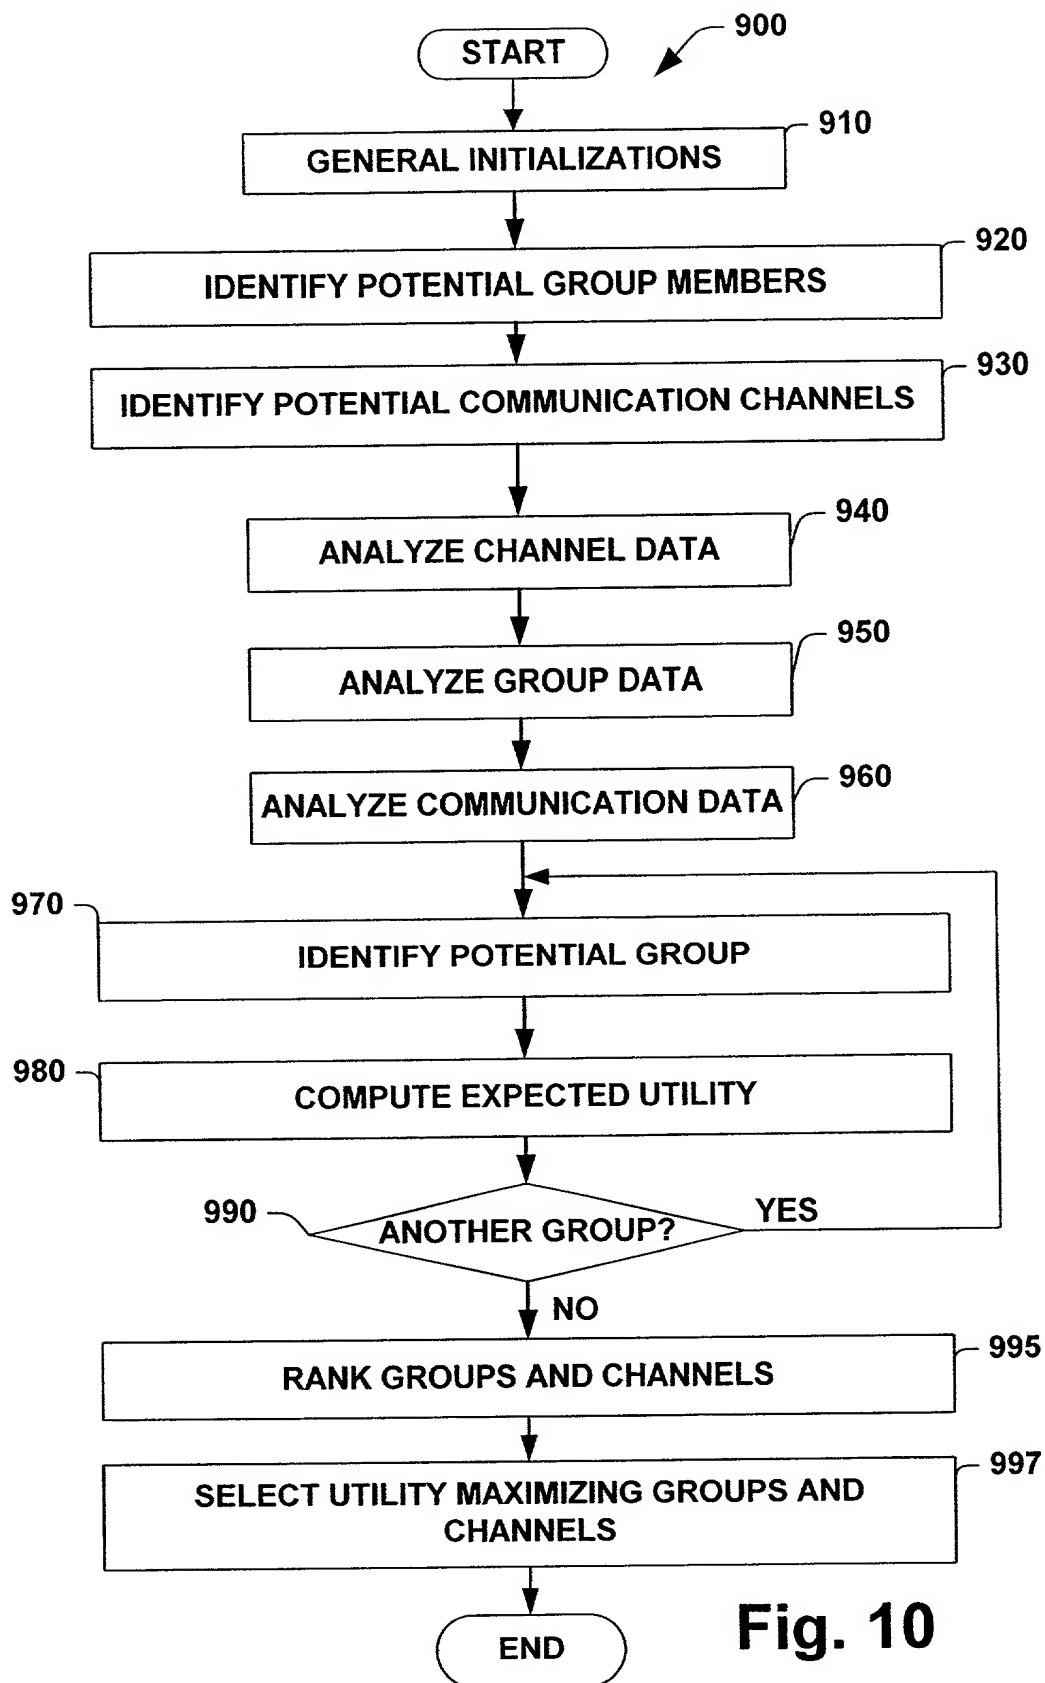 START
900
GENERAL INITIALIZATIONS
910
IDENTIFY POTENTIAL GROUP MEMBERS
920
IDENTIFY POTENTIAL COMMUNICATION CHANNELS
930
ANALYZE CHANNEL DATA
940
ANALYZE GROUP DATA
950
ANALYZE COMMUNICATION DATA
960
970
IDENTIFY POTENTIAL GROUP
980
COMPUTE EXPECTED UTILITY
990
ANOTHER GROUP?
YES
NO
RANK GROUPS AND CHANNELS
995
SELECT UTILITY MAXIMIZING GROUPS AND
CHANNELS
997
END
Fig. 10